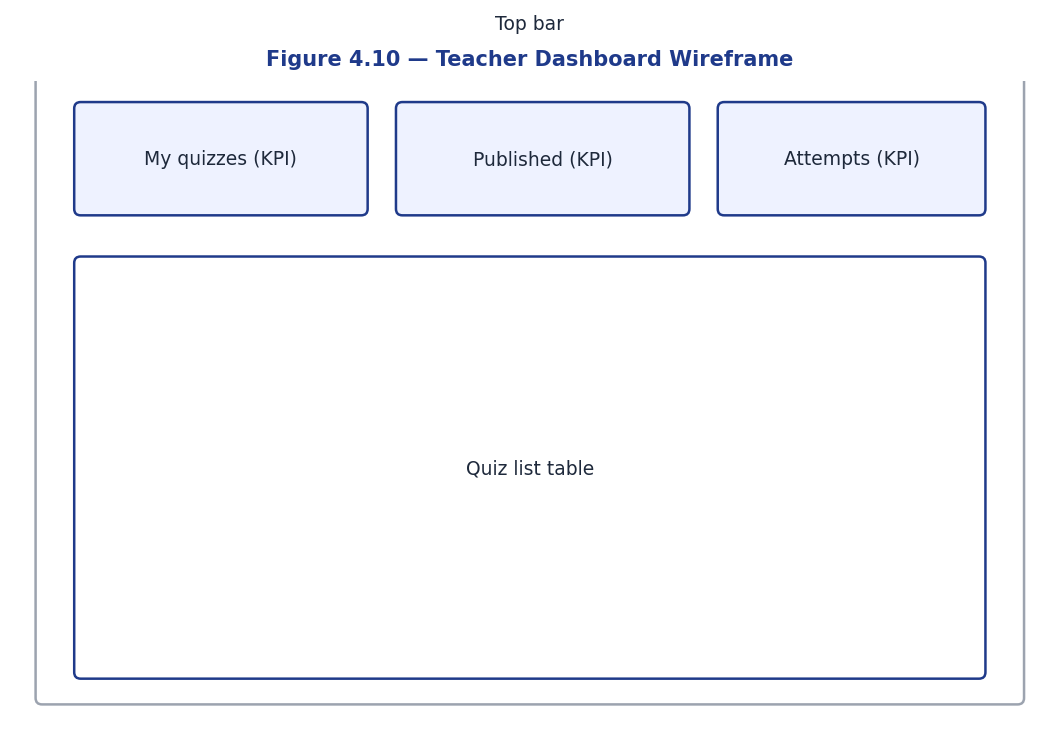 Top bar
Figure 4.10 — Teacher Dashboard Wireframe
My quizzes (KPI)
Published (KPI)
Attempts (KPI)
Quiz list table